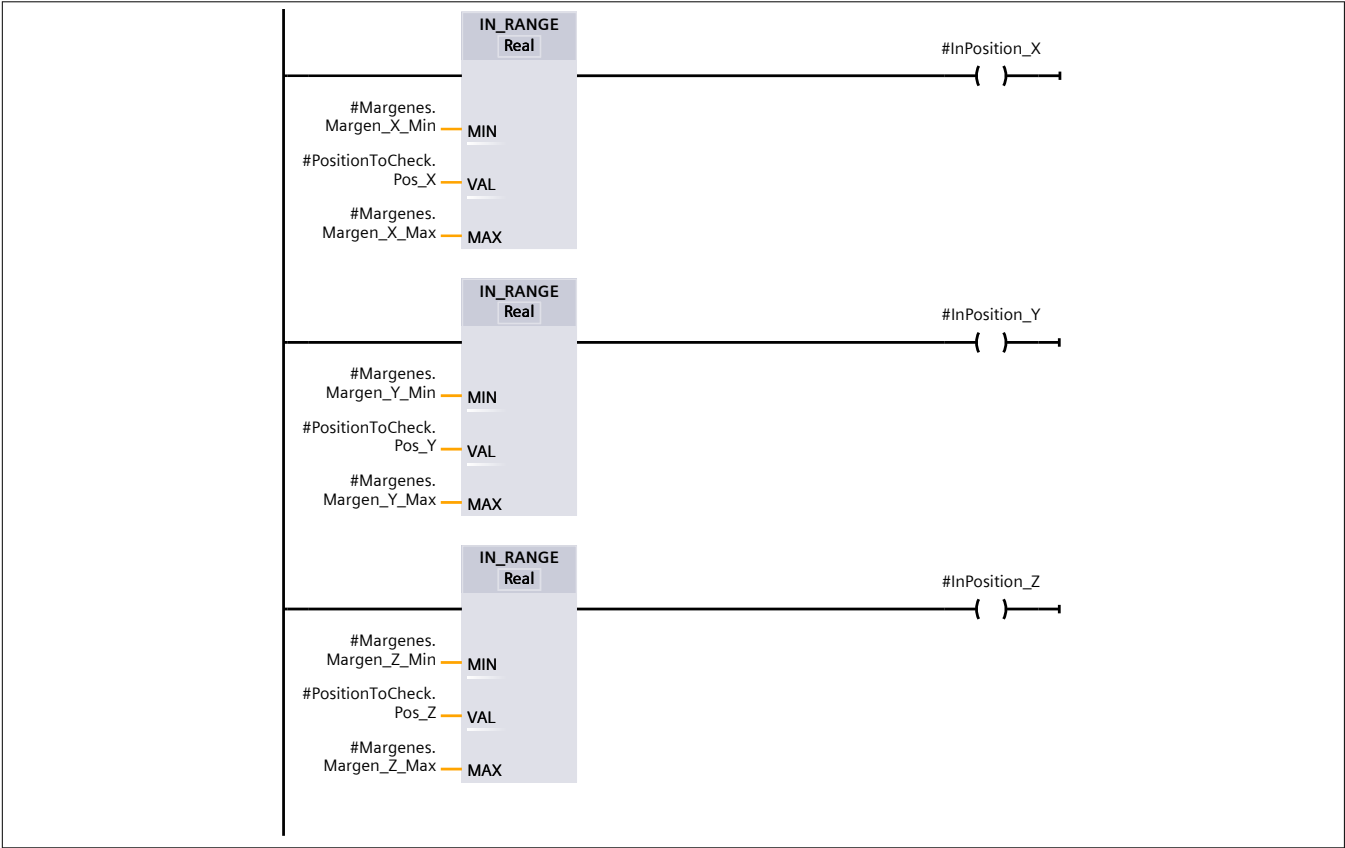 IN_RANGE
Real
#InPosition_X
#Margenes.
Margen_X_Min
MIN
#PositionToCheck.
Pos_X
VAL
#Margenes.
Margen_X_Max
MAX
IN_RANGE
Real
#InPosition_Y
#Margenes.
Margen_Y_Min
MIN
#PositionToCheck.
Pos_Y
VAL
#Margenes.
Margen_Y_Max
MAX
IN_RANGE
Real
#InPosition_Z
#Margenes.
Margen_Z_Min
MIN
#PositionToCheck.
Pos_Z
VAL
#Margenes.
Margen_Z_Max
MAX